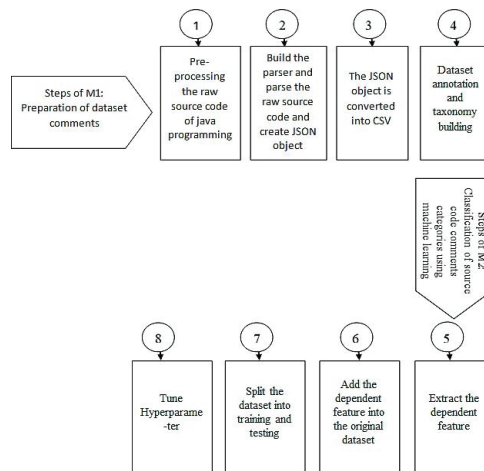 1
2
3
4
Steps of M1:
Preparation of dataset
comments
Pre-
processing
the raw
source code
of java
programming
Build the
parser and
parse the
raw source
code and
create JSON
object
The JSON
object is
converted
into CSV
Dataset
annotation
and
taxonomy
building
Steps of M2:
Classification of source
code comments
categories using
machine learning
8
7
6
5
Tune
Hyperparame
-ter
Split the
dataset into
training and
testing
Add the
dependent
feature into
the original
dataset
Extract the
dependent
feature